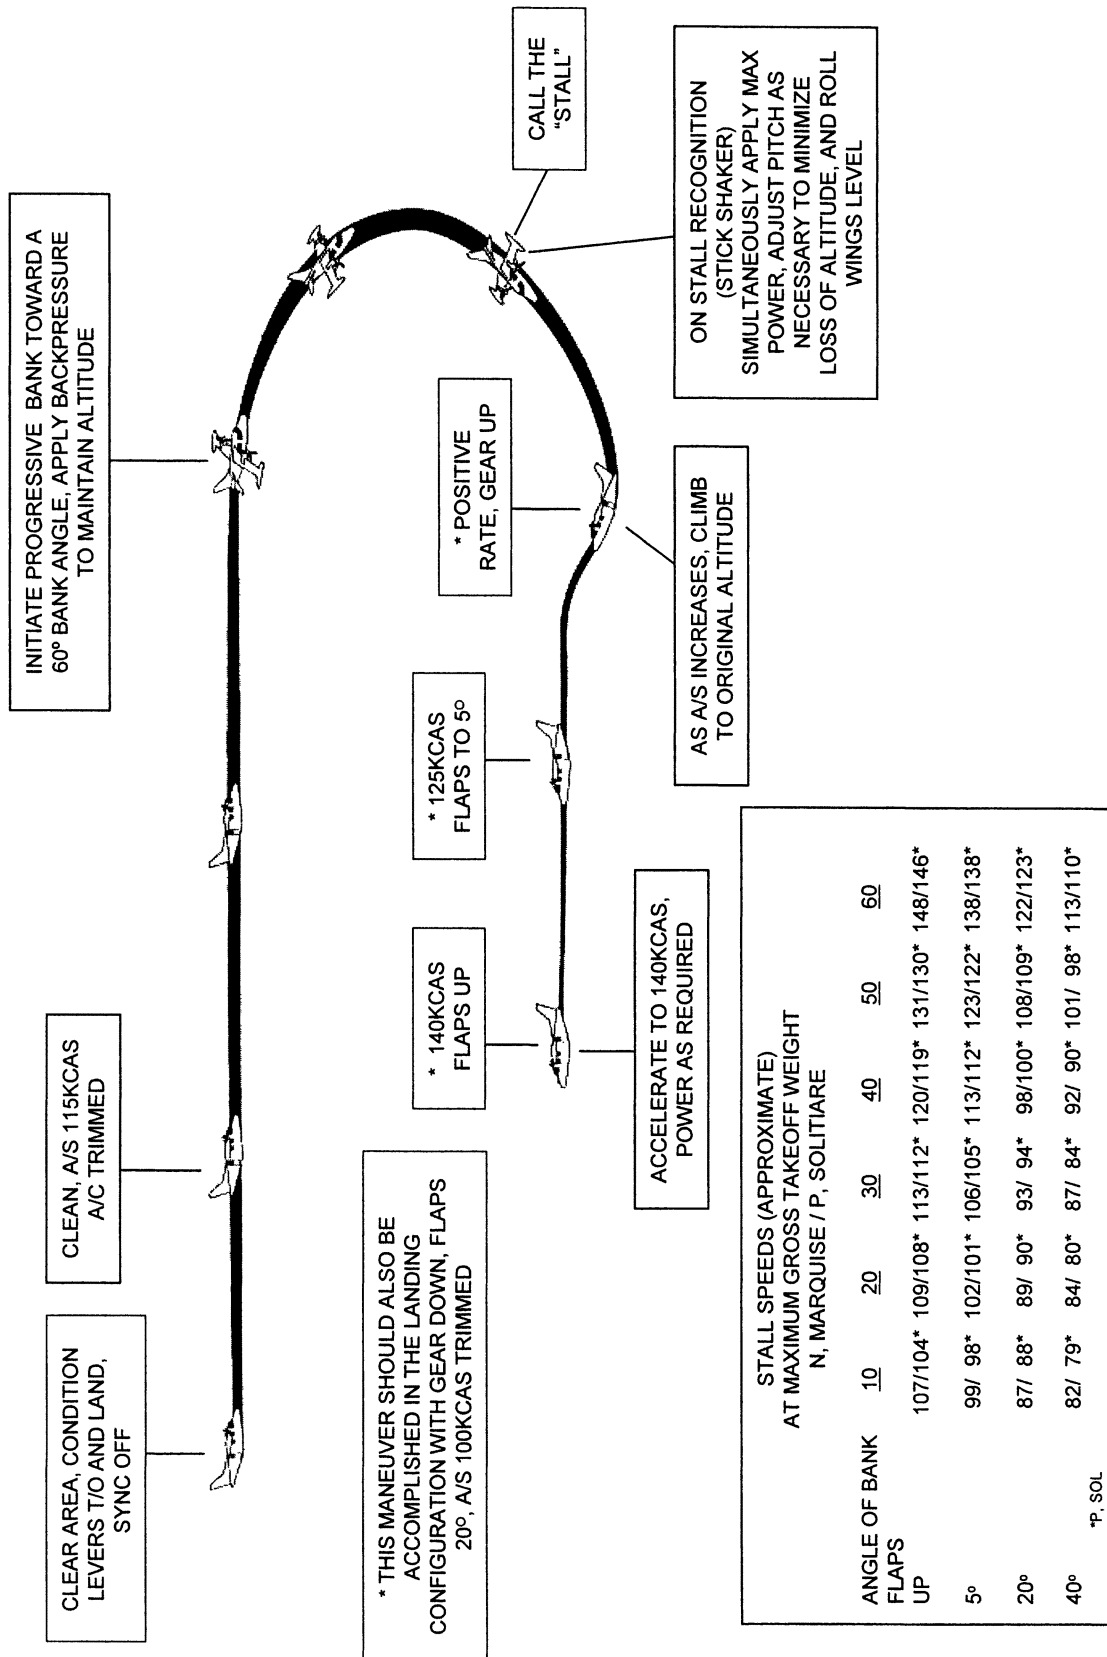 CLEAR AREA, CONDITION
LEVERS T/O AND LAND,
SYNC OFF
CLEAN, A/S 115KCAS
A/C TRIMMED
INITIATE PROGRESSIVE BANK TOWARD A
60º BANK ANGLE, APPLY BACKPRESSURE
TO MAINTAIN ALTITUDE
CALL THE
"STALL"
ON STALL RECOGNITION
(STICK SHAKER)
SIMULTANEOUSLY APPLY MAX
POWER, ADJUST PITCH AS
NECESSARY TO MINIMIZE
LOSS OF ALTITUDE, AND ROLL
WINGS LEVEL
* POSITIVE
RATE, GEAR UP
AS A/S INCREASES, CLIMB
TO ORIGINAL ALTITUDE
* 125KCAS
FLAPS TO 5º
* 140KCAS
FLAPS UP
ACCELERATE TO 140KCAS,
POWER AS REQUIRED
* THIS MANEUVER SHOULD ALSO BE
ACCOMPLISHED IN THE LANDING
CONFIGURATION WITH GEAR DOWN, FLAPS
20º, A/S 100KCAS TRIMMED
STALL SPEEDS (APPROXIMATE)
AT MAXIMUM GROSS TAKEOFF WEIGHT
N, MARQUISE / P, SOLITIARE
ANGLE OF BANK 10 20 30 40 50 60
FLAPS
UP 107/104* 109/108* 113/112* 120/119* 131/130* 148/146*
5º 99/ 98* 102/101* 106/105* 113/112* 123/122* 138/138*
20º 87/ 88* 89/ 90* 93/ 94* 98/100* 108/109* 122/123*
40º 82/ 79* 84/ 80* 87/ 84* 92/ 90* 101/ 98* 113/110*
*P, SOL